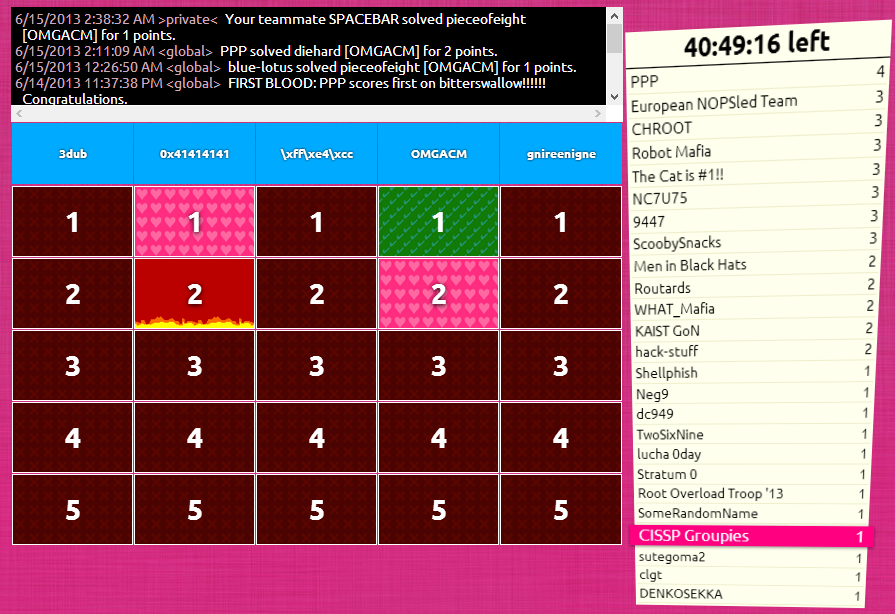 6/15/2013 2:38:32 AM >private< Your teammate SPACEBAR solved pieceofeight
[OMGACM] for 1 points.
6/15/2013 2:11:09 AM <global> PPP solved diehard [OMGACM] for 2 points.
6/15/2013 12:26:50 AM <global> blue-lotus solved pieceofeight [OMGACM] for 1 points.
6/14/2013 11:37:38 PM <global> FIRST BLOOD: PPP scores first on bitterswallow!!!!!!
Congratulations.
3dub 0x41414141 \xff\xe4\xcc OMGACM gnireenigne
1 1 1 1 1
2 2 2 2 2
3 3 3 3 3
4 4 4 4 4
5 5 5 5 5
40:49:16 left
PPP 4
European NOPSled Team 3
CHROOT 3
Robot Mafia 3
The Cat is #1!! 3
NC7U75 3
9447 3
ScoobySnacks 3
Men in Black Hats 2
Routards 2
WHAT_Mafia 2
KAIST GoN 2
hack-stuff 2
Shellphish 1
Neg9 1
dc949 1
TwoSixNine 1
lucha 0day 1
Stratum 0 1
Root Overload Troop '13 1
SomeRandomName 1
CISSP Groupies 1
sutegoma2 1
clgt 1
DENKOSEKKA 1